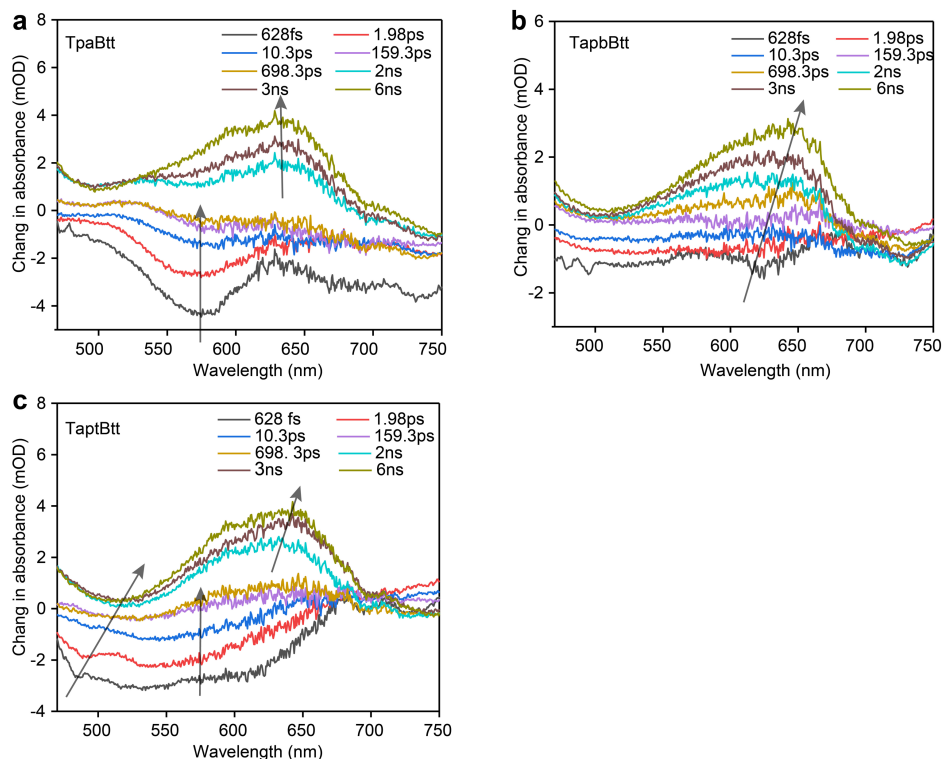 a
TpaBtt
628fs 1.98ps
10.3ps 159.3ps
698.3ps 2ns
3ns 6ns
Chang in absorbance (mOD)
8
6
4
2
0
-2
-4
500 550 600 650 700 750
Wavelength (nm)
b
TapbBtt
628fs 1.98ps
10.3ps 159.3ps
698.3ps 2ns
3ns 6ns
Chang in absorbance (mOD)
6
4
2
0
-2
500 550 600 650 700 750
Wavelength (nm)
c
TaptBtt
628 fs 1.98ps
10.3ps 159.3ps
698. 3ps 2ns
3ns 6ns
Chang in absorbance (mOD)
8
6
4
2
0
-2
-4
500 550 600 650 700 750
Wavelength (nm)